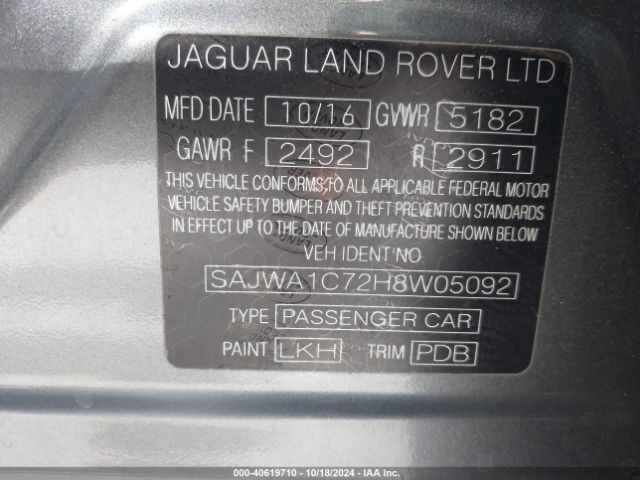 JAGUAR LAND ROVER LTD
MFD DATE 10/16 GVWR 5182
GAWR F 2492 R 2911
THIS VEHICLE CONFORMS TO ALL APPLICABLE FEDERAL MOTOR
VEHICLE SAFETY BUMPER AND THEFT PREVENTION STANDARDS
IN EFFECT UP TO THE DATE OF MANUFACTURE SHOWN BELOW
VEH IDENT NO.
SAJWA1C72H8W05092
TYPE PASSENGER CAR
PAINT LKH TRIM PDB
000-40619710 | 10/18/2024 | IAA Inc.